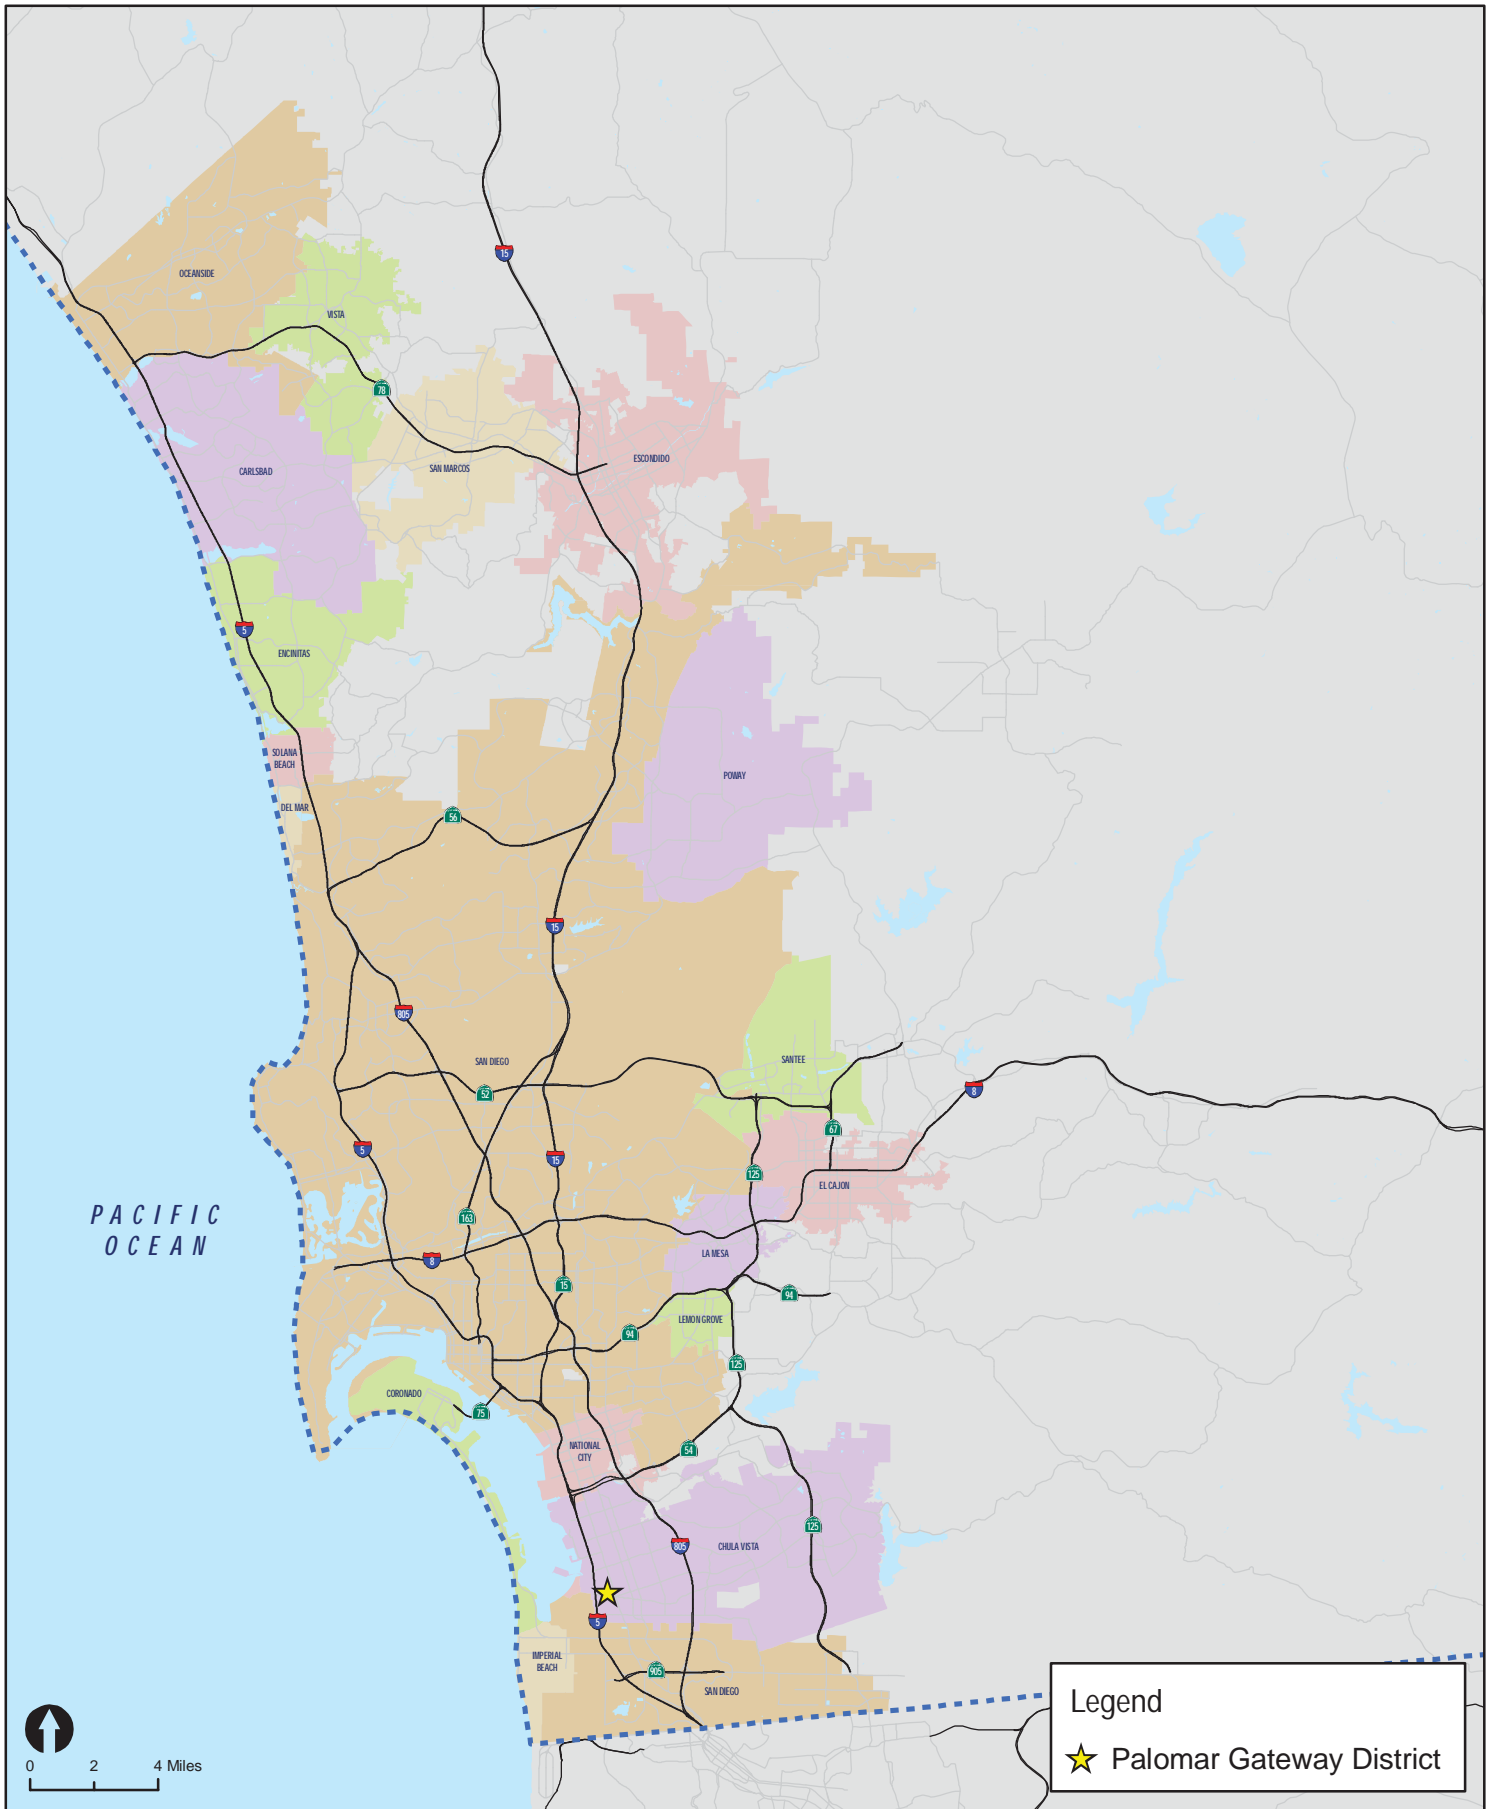 15
OCEANSIDE
VISTA
78
ESCONDIDO
SAN MARCOS
CARLSBAD
5
ENCINITAS
SOLANA
BEACH
POWAY
DEL MAR
56
15
805
SAN DIEGO
SANTEE
52
8
67
5
15
125
EL CAJON
PACIFIC
OCEAN
163
LA MESA
8
15
94
LEMON GROVE
94
125
CORONADO
75
NATIONAL
CITY
54
125
805
CHULA VISTA
5
IMPERIAL
BEACH
905
SAN DIEGO
Legend
Palomar Gateway District
0 2 4 Miles